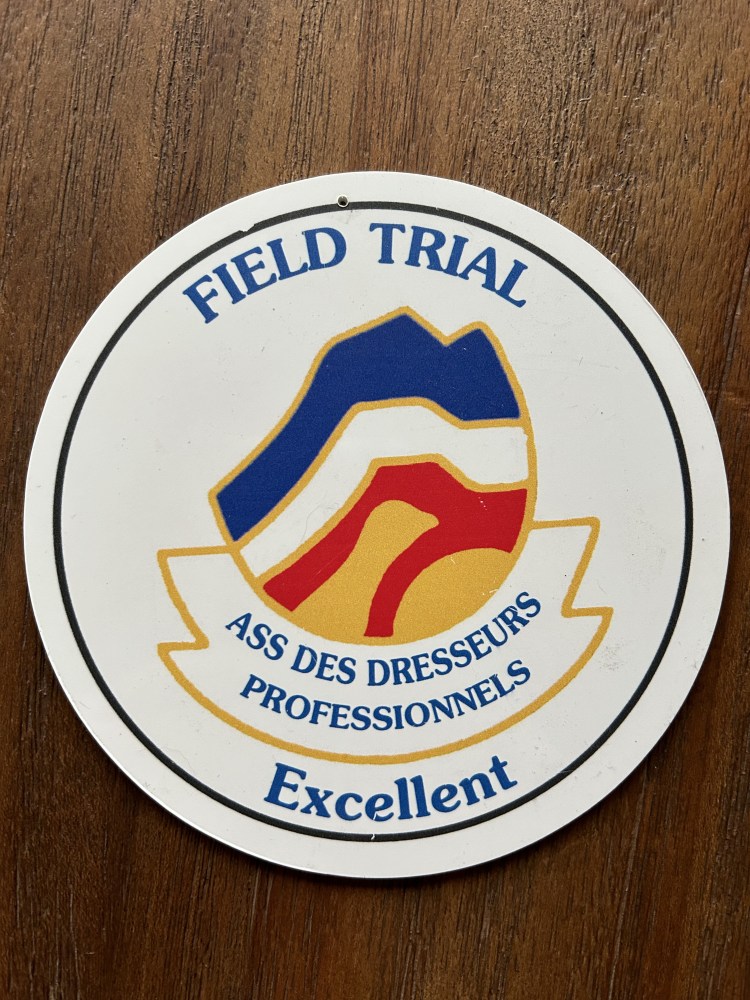 FIELD TRIAL
ASS DES DRESSEURS
PROFESSIONNELS
Excellent